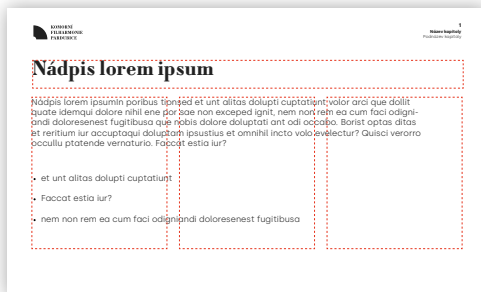 KOMORNÍ
FILHARMONIE
PARDUBICE
1
Název kapitoly
Podnázev kapitoly
Nádpis lorem ipsum
Nádpis lorem ipsumIn poribus tionsed et unt alitas dolupti cuptatiunt volor arci que dollit
quate idemqui dolore nihil ene por sae non exceped ignit, nem non rem ea cum faci odigni-
andi doloresenest fugitibusa que nobis dolore doluptati ant odi occabo. Borist optas ditas
et reritium iur accuptaqui doluptam ipsustius et omnihil incto volo evelectur? Quisci verorro
occullu ptatende vernaturio. Faccat estia iur?
• et unt alitas dolupti cuptatiunt
• Faccat estia iur?
• nem non rem ea cum faci odigniandi doloresenest fugitibusa